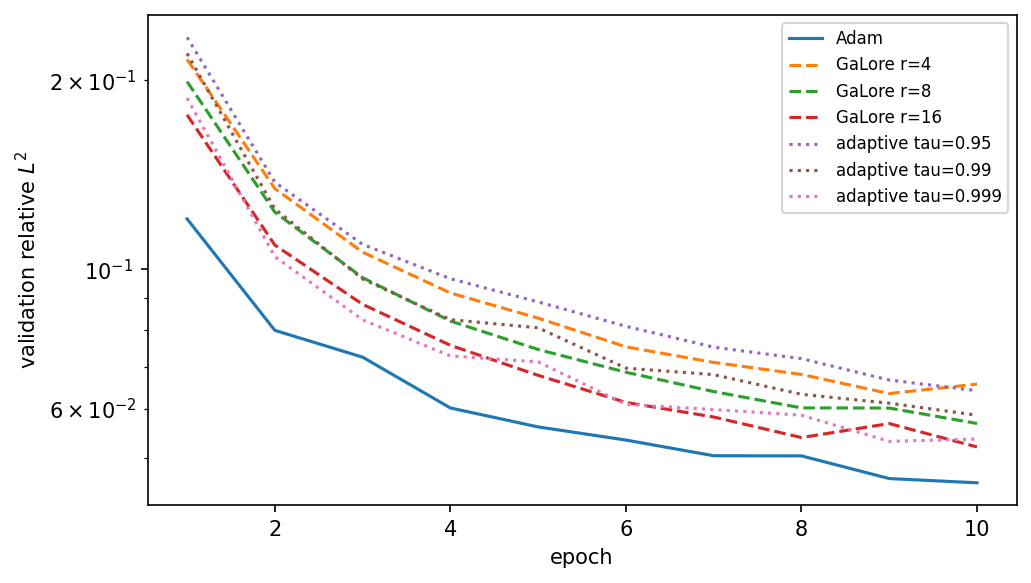 validation relative $L^2$
2 × 10⁻¹
10⁻¹
6 × 10⁻²
2
4
6
8
10
epoch
Adam
GaLore r=4
GaLore r=8
GaLore r=16
adaptive tau=0.95
adaptive tau=0.99
adaptive tau=0.999